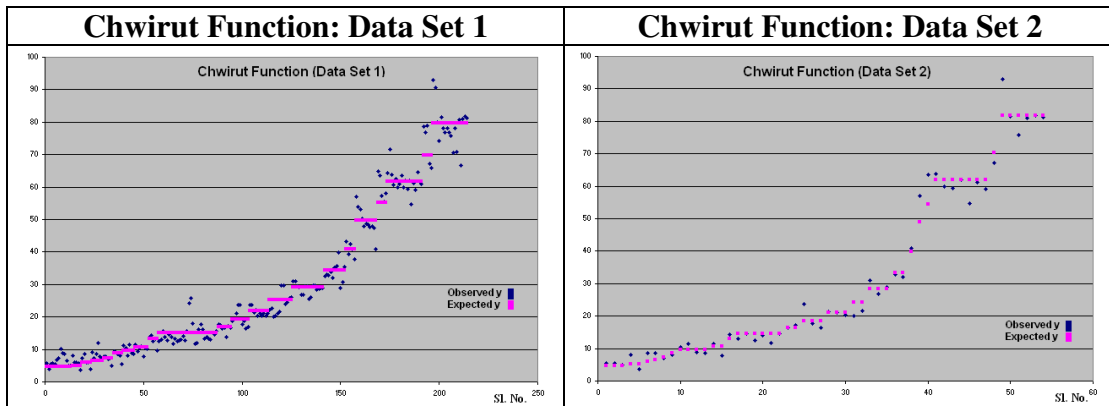 Chwirut Function: Data Set 1
Chwirut Function: Data Set 2
Chwirut Function (Data Set 1)
100
90
80
70
60
50
40
30
20
10
0
Observed y
Expected y
0 50 100 150 200 250
Sl. No.
Chwirut Function (Data Set 2)
100
90
80
70
60
50
40
30
20
10
0
Observed y
Expected y
0 10 20 30 40 50 60
Sl. No.